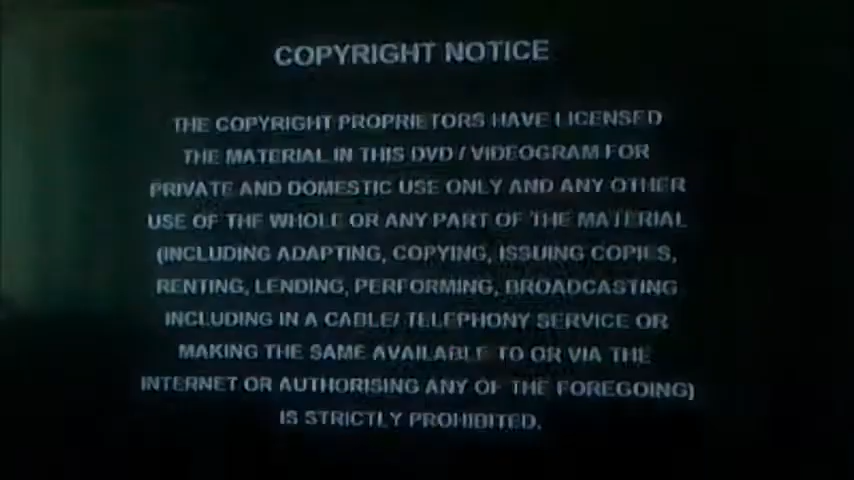 COPYRIGHT NOTICE
THE COPYRIGHT PROPRIETORS HAVE LICENSED
THE MATERIAL IN THIS DVD / VIDEOGRAM FOR
PRIVATE AND DOMESTIC USE ONLY AND ANY OTHER
USE OF THE WHOLE OR ANY PART OF THE MATERIAL
(INCLUDING ADAPTING, COPYING, ISSUING COPIES,
RENTING, LENDING, PERFORMING, BROADCASTING
INCLUDING IN A CABLE/ TELEPHONY SERVICE OR
MAKING THE SAME AVAILABLE TO OR VIA THE
INTERNET OR AUTHORISING ANY OF THE FOREGOING)
IS STRICTLY PROHIBITED.